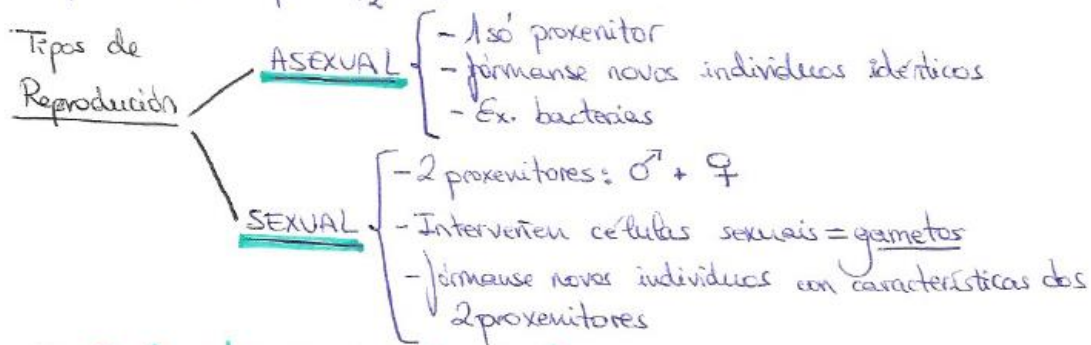 Tipos de
Reprodución
ASEXUAL
- 1 só proxenitor
- fórmanse novos individuos idénticos
- Ex. bacterias
SEXUAL
- 2 proxenitores: ♂ + ♀
- Interveñen células sexuais = gametos
- fórmanse novos individuos con características dos
2 proxenitores